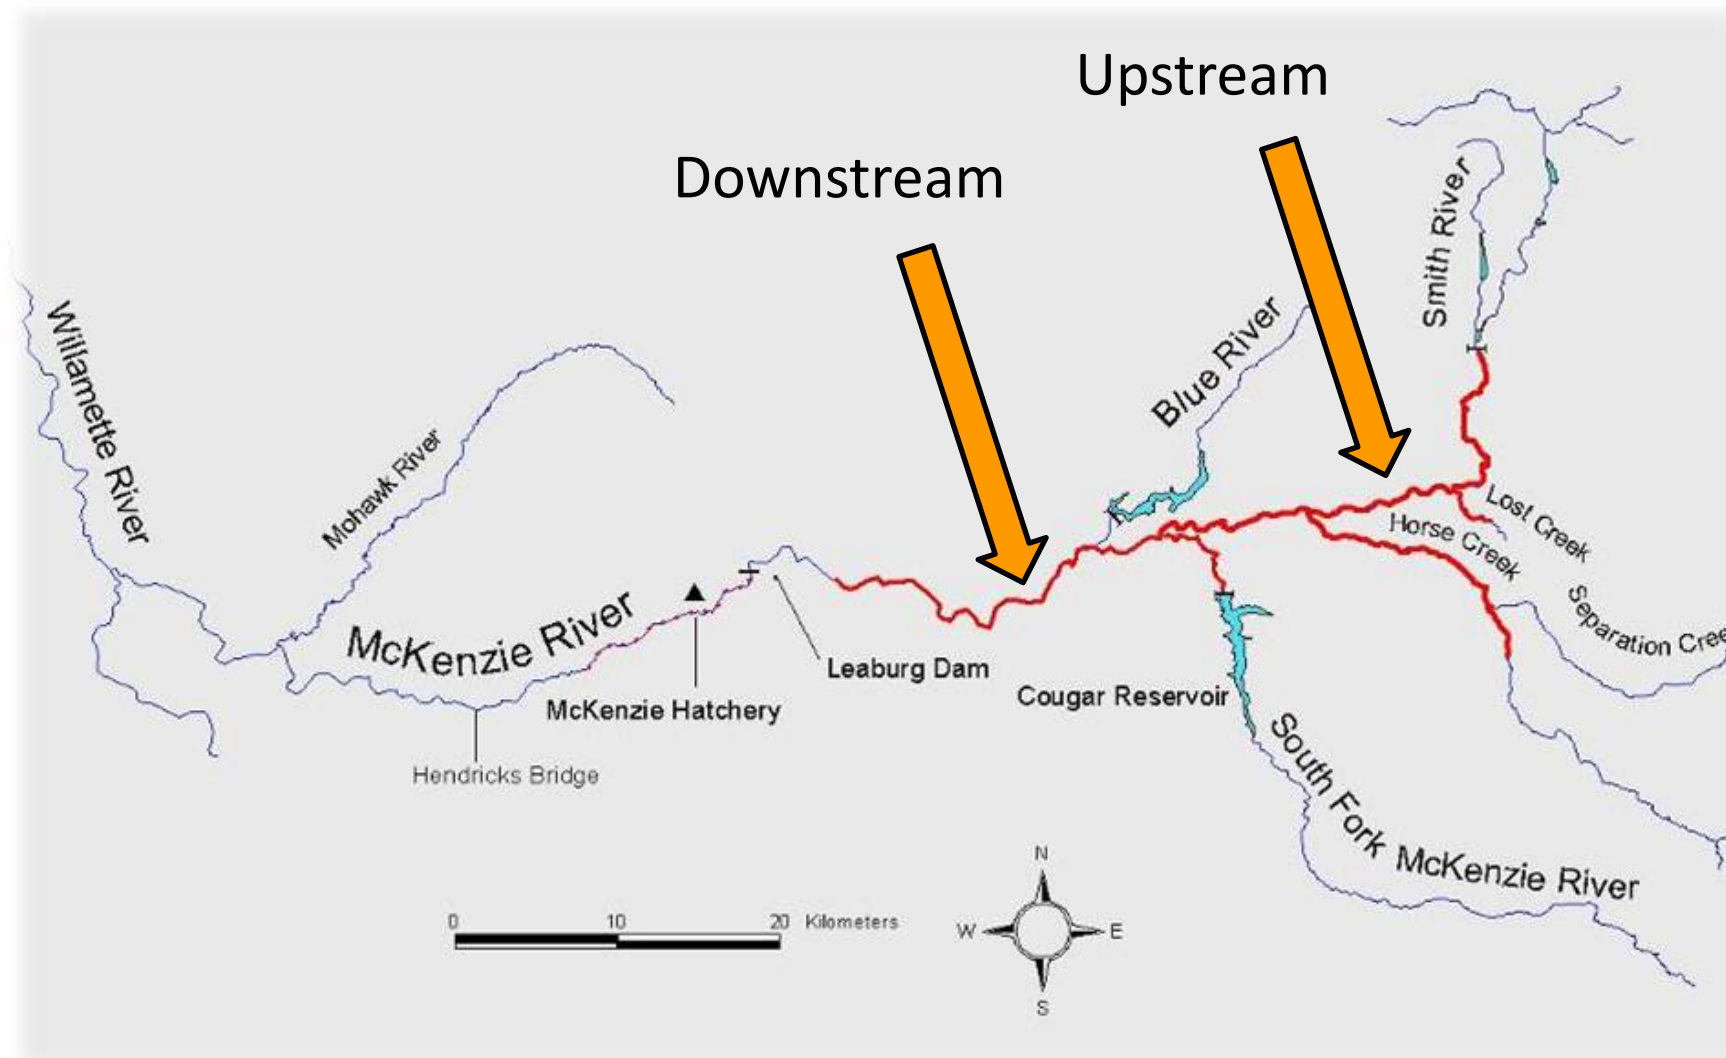 Upstream
Downstream
Smith River
Willamette River
Blue River
Mohawk River
Lost Creek
Horse Creek
Separation Cree
McKenzie River
Leaburg Dam
Cougar Reservoir
McKenzie Hatchery
South Fork McKenzie River
Hendricks Bridge
N
0 10 20 Kilometers
W E
S